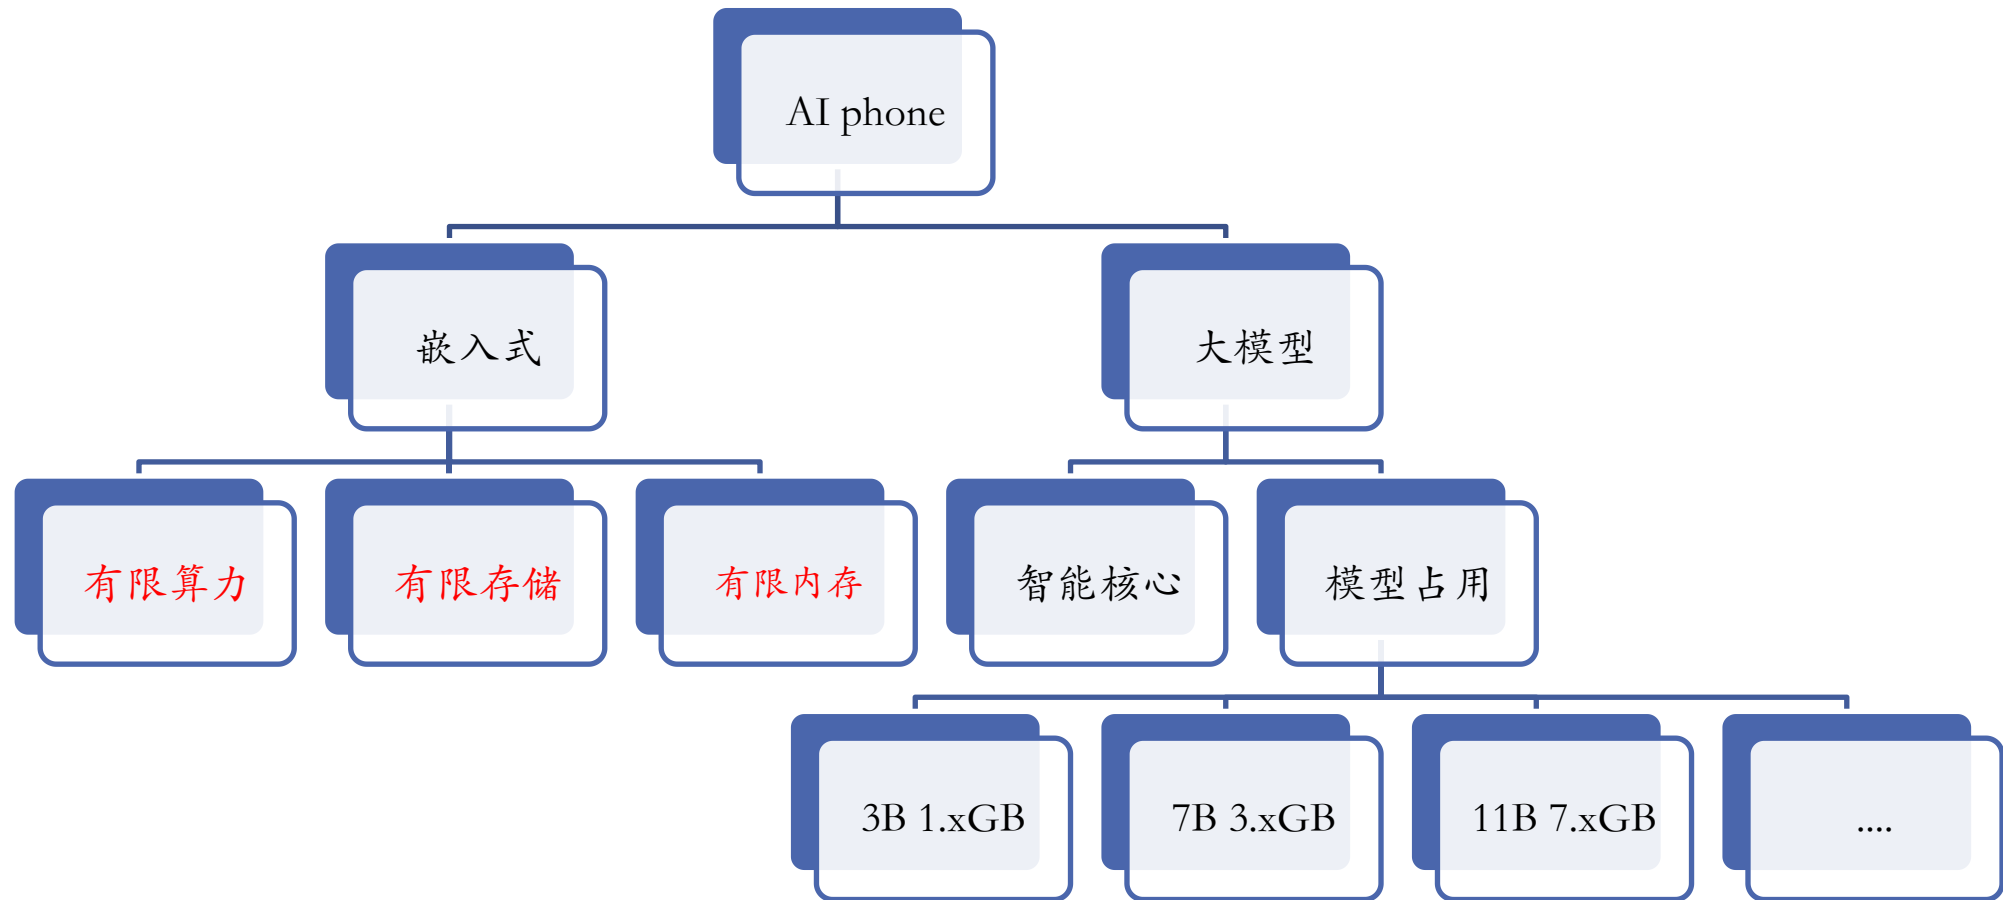 AI phone
嵌入式
大模型
有限算力
有限存储
有限内存
智能核心
模型占用
3B 1.xGB
7B 3.xGB
11B 7.xGB
....